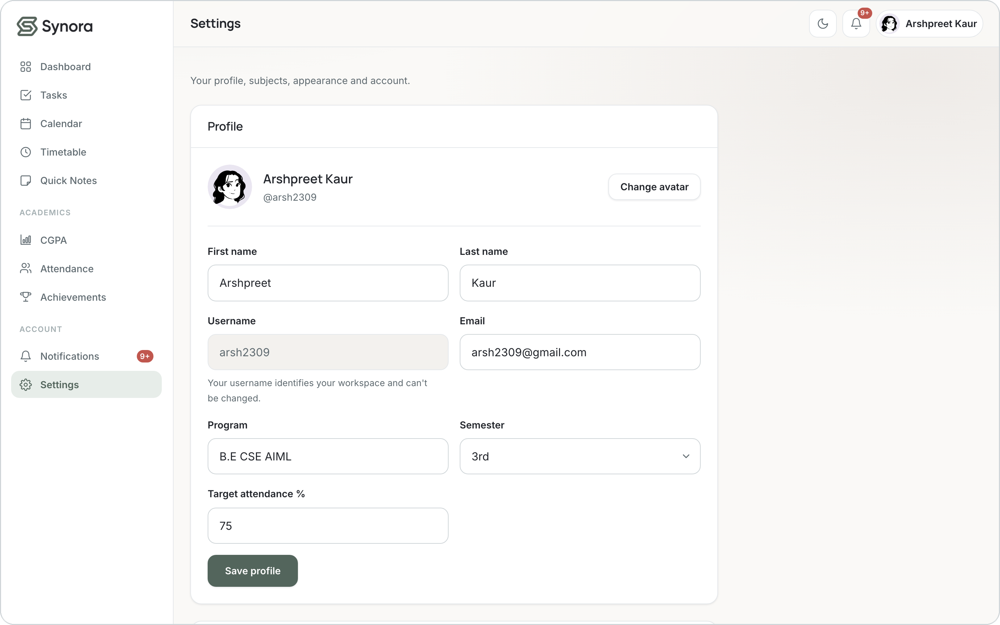 Synora
Dashboard
Tasks
Calendar
Timetable
Quick Notes
ACADEMICS
CGPA
Attendance
Achievements
ACCOUNT
Notifications 9+
Settings
Settings
9+
Arshpreet Kaur
Your profile, subjects, appearance and account.
Profile
Arshpreet Kaur
@arsh2309
Change avatar
First name
Arshpreet
Last name
Kaur
Username
arsh2309
Your username identifies your workspace and can't
be changed.
Email
arsh2309@gmail.com
Program
B.E CSE AIML
Semester
3rd
Target attendance %
75
Save profile